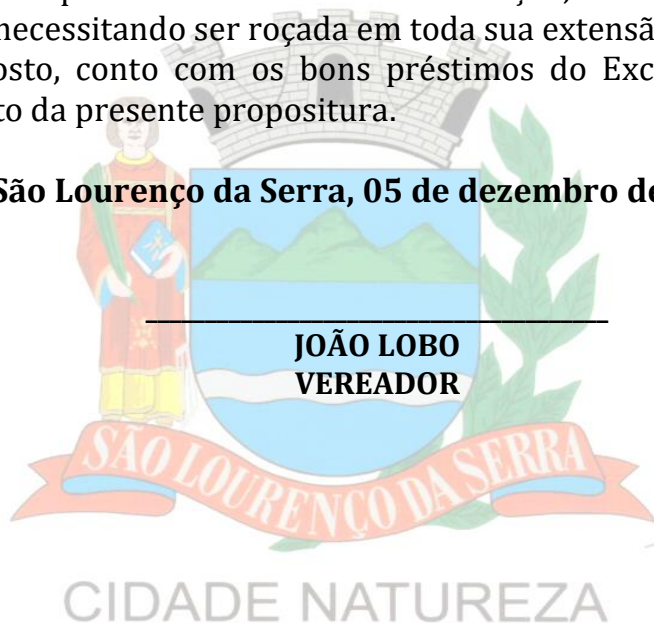 necessitando ser roçada em toda sua extensã
osto, conto com os bons préstimos do Exc
to da presente propositura.
São Lourenço da Serra, 05 de dezembro de
JOÃO LOBO
VEREADOR
SÃO LOURENÇO DA SERRA
CIDADE NATUREZA